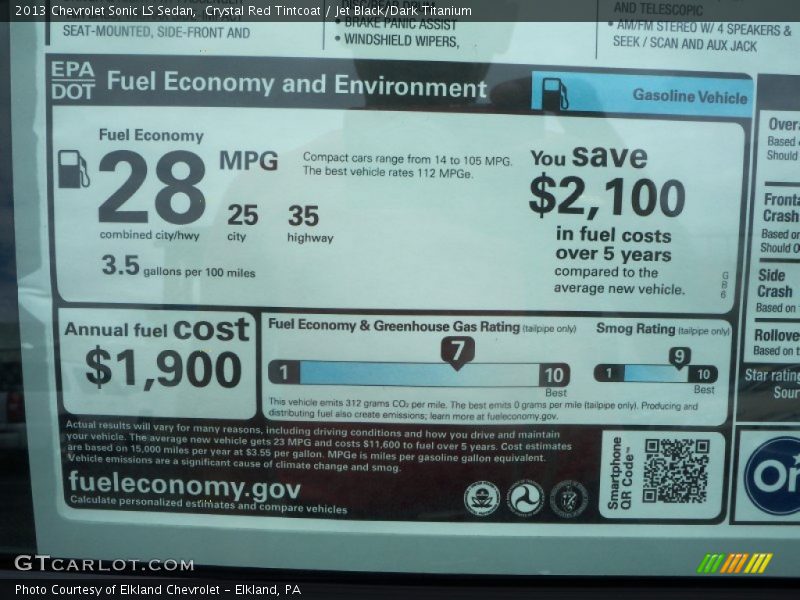 2013 Chevrolet Sonic LS Sedan, Crystal Red Tintcoat / Jet Black/Dark Titanium
SEAT-MOUNTED, SIDE-FRONT AND
• BRAKE PANIC ASSIST
• WINDSHIELD WIPERS,
AND TELESCOPIC
• AM/FM STEREO W/ 4 SPEAKERS &
SEEK / SCAN AND AUX JACK
EPA
DOT
Fuel Economy and Environment
Gasoline Vehicle
Fuel Economy
28 MPG
combined city/hwy
25
city
35
highway
3.5 gallons per 100 miles
Compact cars range from 14 to 105 MPG.
The best vehicle rates 112 MPGe.
You save
$2,100
in fuel costs
over 5 years
compared to the
average new vehicle.
GB6
Annual fuel cost
$1,900
Fuel Economy & Greenhouse Gas Rating (tailpipe only)
7
1
10
Best
Smog Rating (tailpipe only)
9
1
10
Best
This vehicle emits 312 grams CO₂ per mile. The best emits 0 grams per mile (tailpipe only). Producing and
distributing fuel also create emissions; learn more at fueleconomy.gov.
Actual results will vary for many reasons, including driving conditions and how you drive and maintain
your vehicle. The average new vehicle gets 23 MPG and costs $11,600 to fuel over 5 years. Cost estimates
are based on 15,000 miles per year at $3.55 per gallon. MPGe is miles per gasoline gallon equivalent.
Vehicle emissions are a significant cause of climate change and smog.
fueleconomy.gov
Calculate personalized estimates and compare vehicles
Smartphone
QR Code™
Overa
Based
Should
Fronta
Crash
Based on
Should O
Side
Crash
Based on
Rollove
Based on t
Star rating
Sour
On
GTcarlot.com
Photo Courtesy of Elkland Chevrolet – Elkland, PA